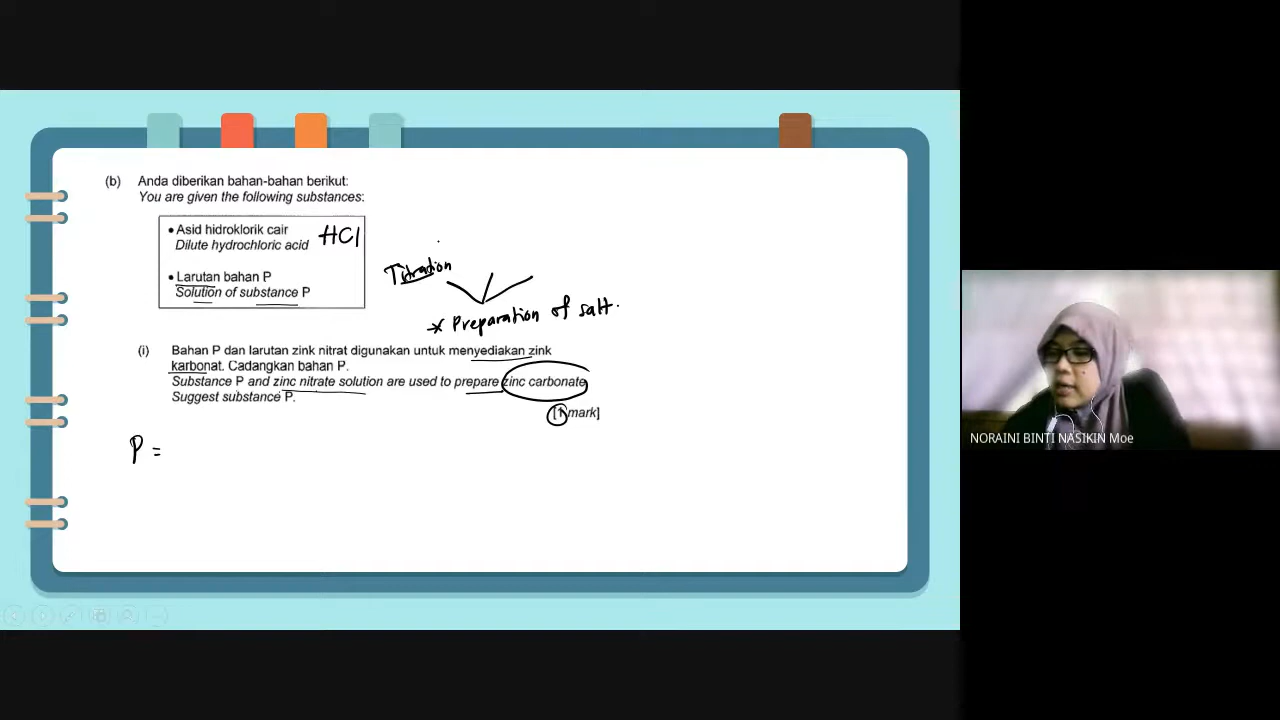 (b) Anda diberikan bahan-bahan berikut:
You are given the following substances:
• Asid hidroklorik cair
Dilute hydrochloric acid
HCl
• Larutan bahan P
Solution of substance P
Titration
* Preparation of salt.
(i) Bahan P dan larutan zink nitrat digunakan untuk menyediakan zink
karbonat. Cadangkan bahan P.
Substance P and zinc nitrate solution are used to prepare zinc carbonate
Suggest substance P.
[1 mark]
P =
NORAINI BINTI NASIKIN Moe